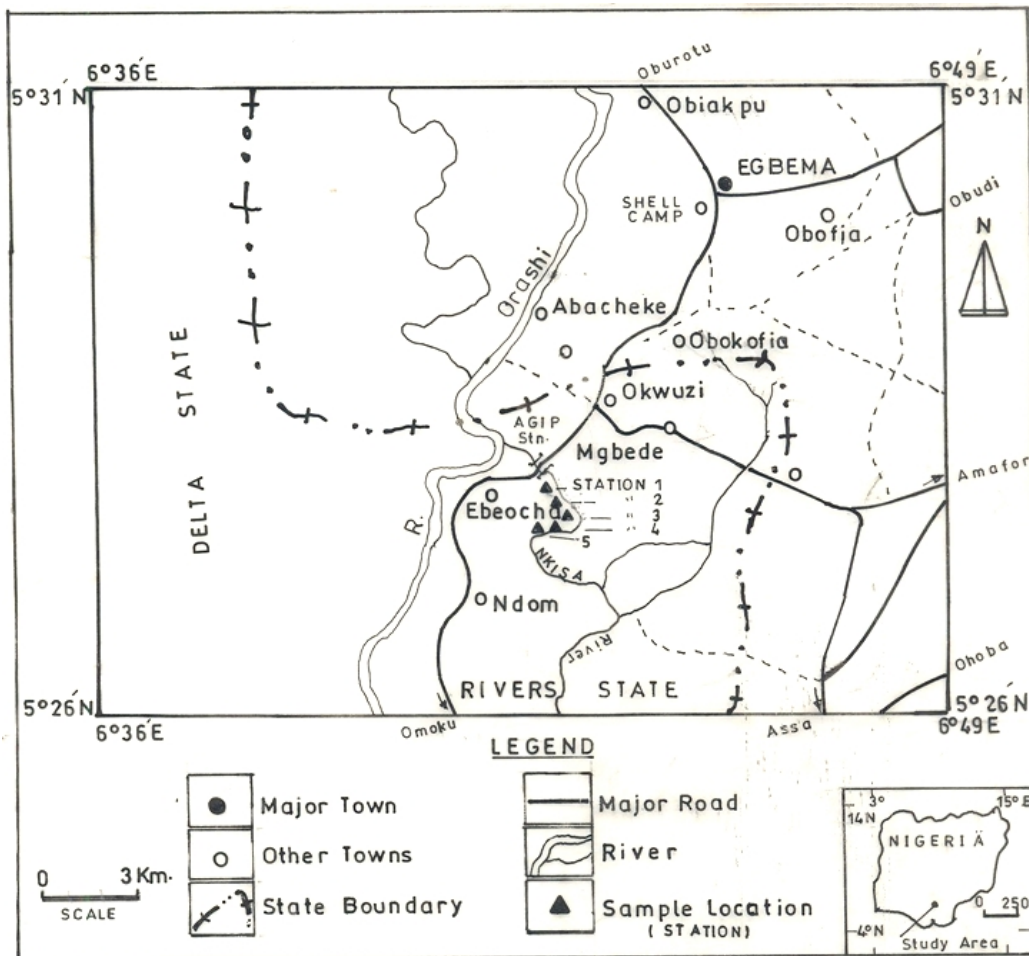 Oburotu
6°36'E
6°49'E
5°31'N
5°31'N
Obiakpu
EGBEMA
SHELL
CAMP
Obudi
Obofia
N
Orashi
Abacheke
Obokofia
DELTA STATE
Okwuzi
AGIP
Stn.
Mgbede
Amafor
STATION 1
" 2
Ebeocha
" 3
" 4
5
R.
NKISA
Ndom
River
Ohoba
RIVERS STATE
5°26'N
5°26'N
6°36'E
Omoku
Assa
6°49'E
LEGEND
Major Town
Major Road
3°
15°E
14N
Other Towns
River
NIGERIÄ
0 3 Km.
SCALE
State Boundary
Sample Location
(STATION)
0 250
4°N
Study Area